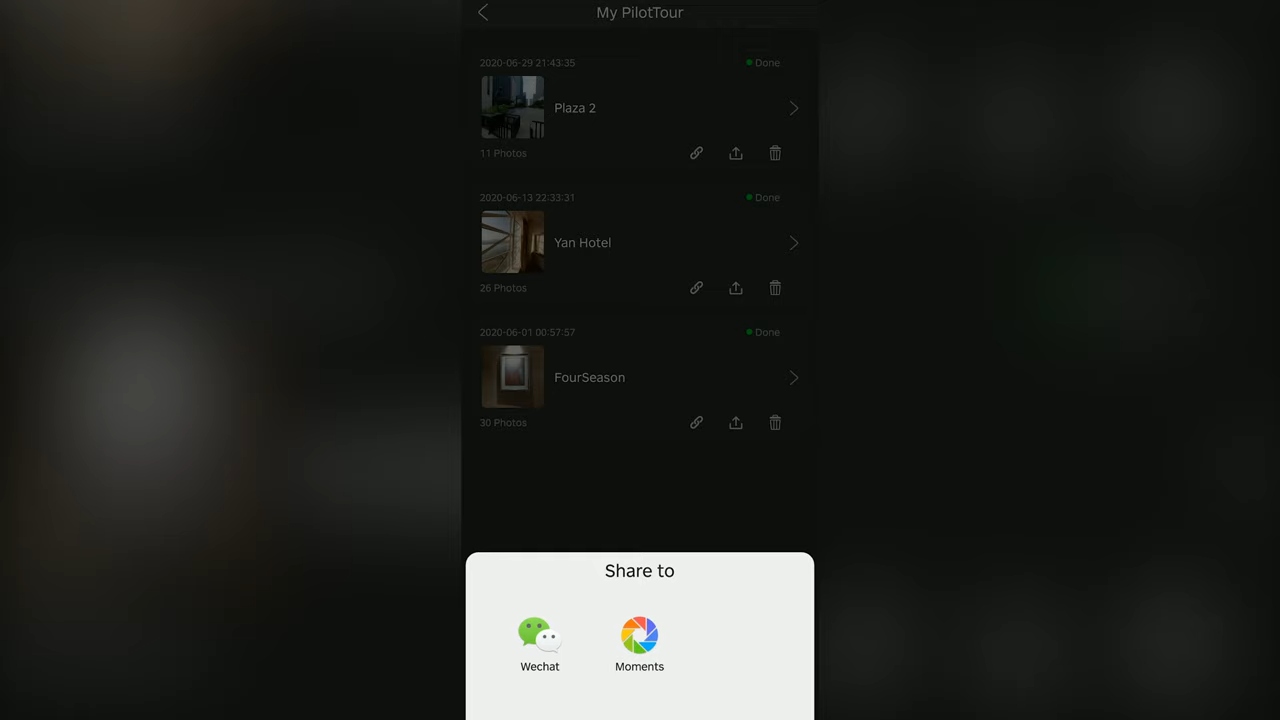 My PilotTour
2020-06-29 21:43:35
Done
Plaza 2
11 Photos
2020-06-13 22:33:31
Done
Yan Hotel
26 Photos
2020-06-01 00:57:57
Done
FourSeason
30 Photos
Share to
Wechat
Moments